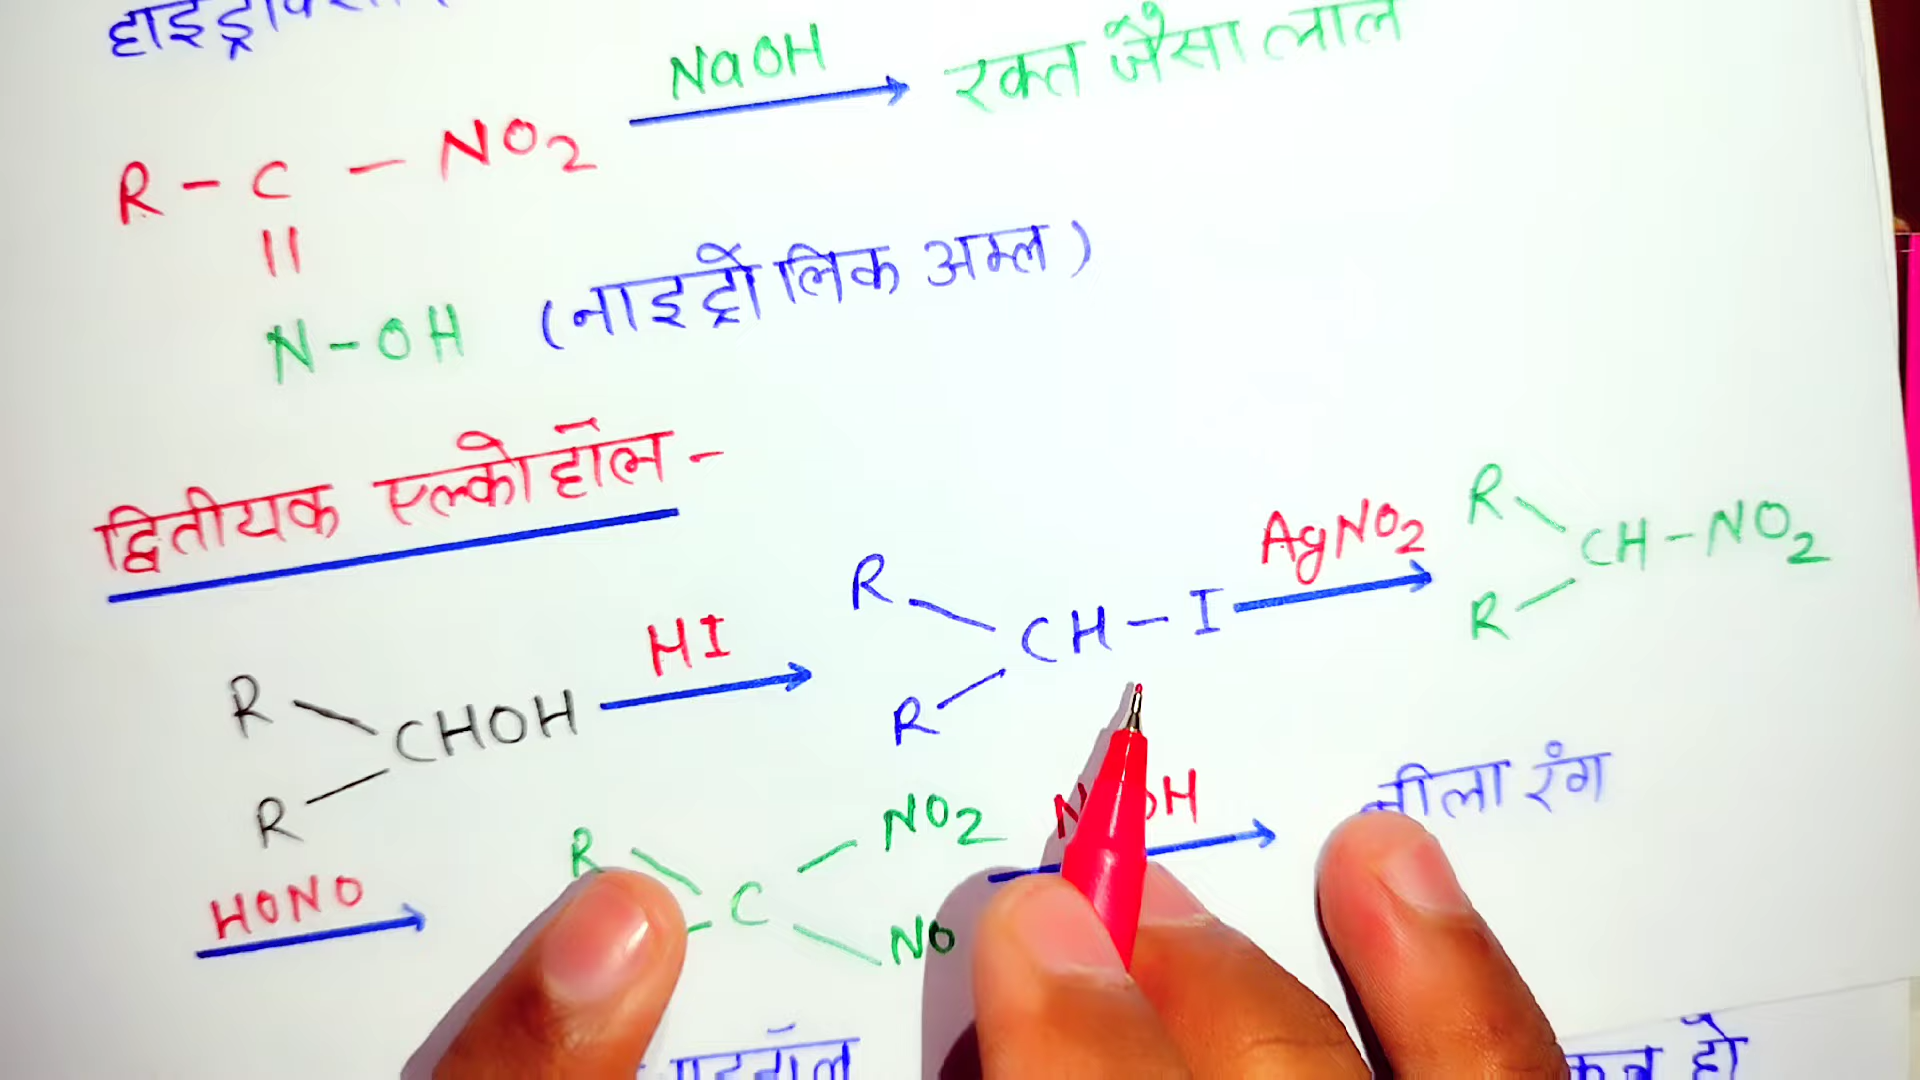 NaOH
रक्त जैसा लाल
R - C - NO2
||
N-OH (नाइट्रोलिक अम्ल)
द्वितीयक एल्कोहॉल -
R
R
CHOH
HI
R
R
CH - I
AgNO2
R
R
CH-NO2
HONO
R
C
NO2
NO
नीला रंग